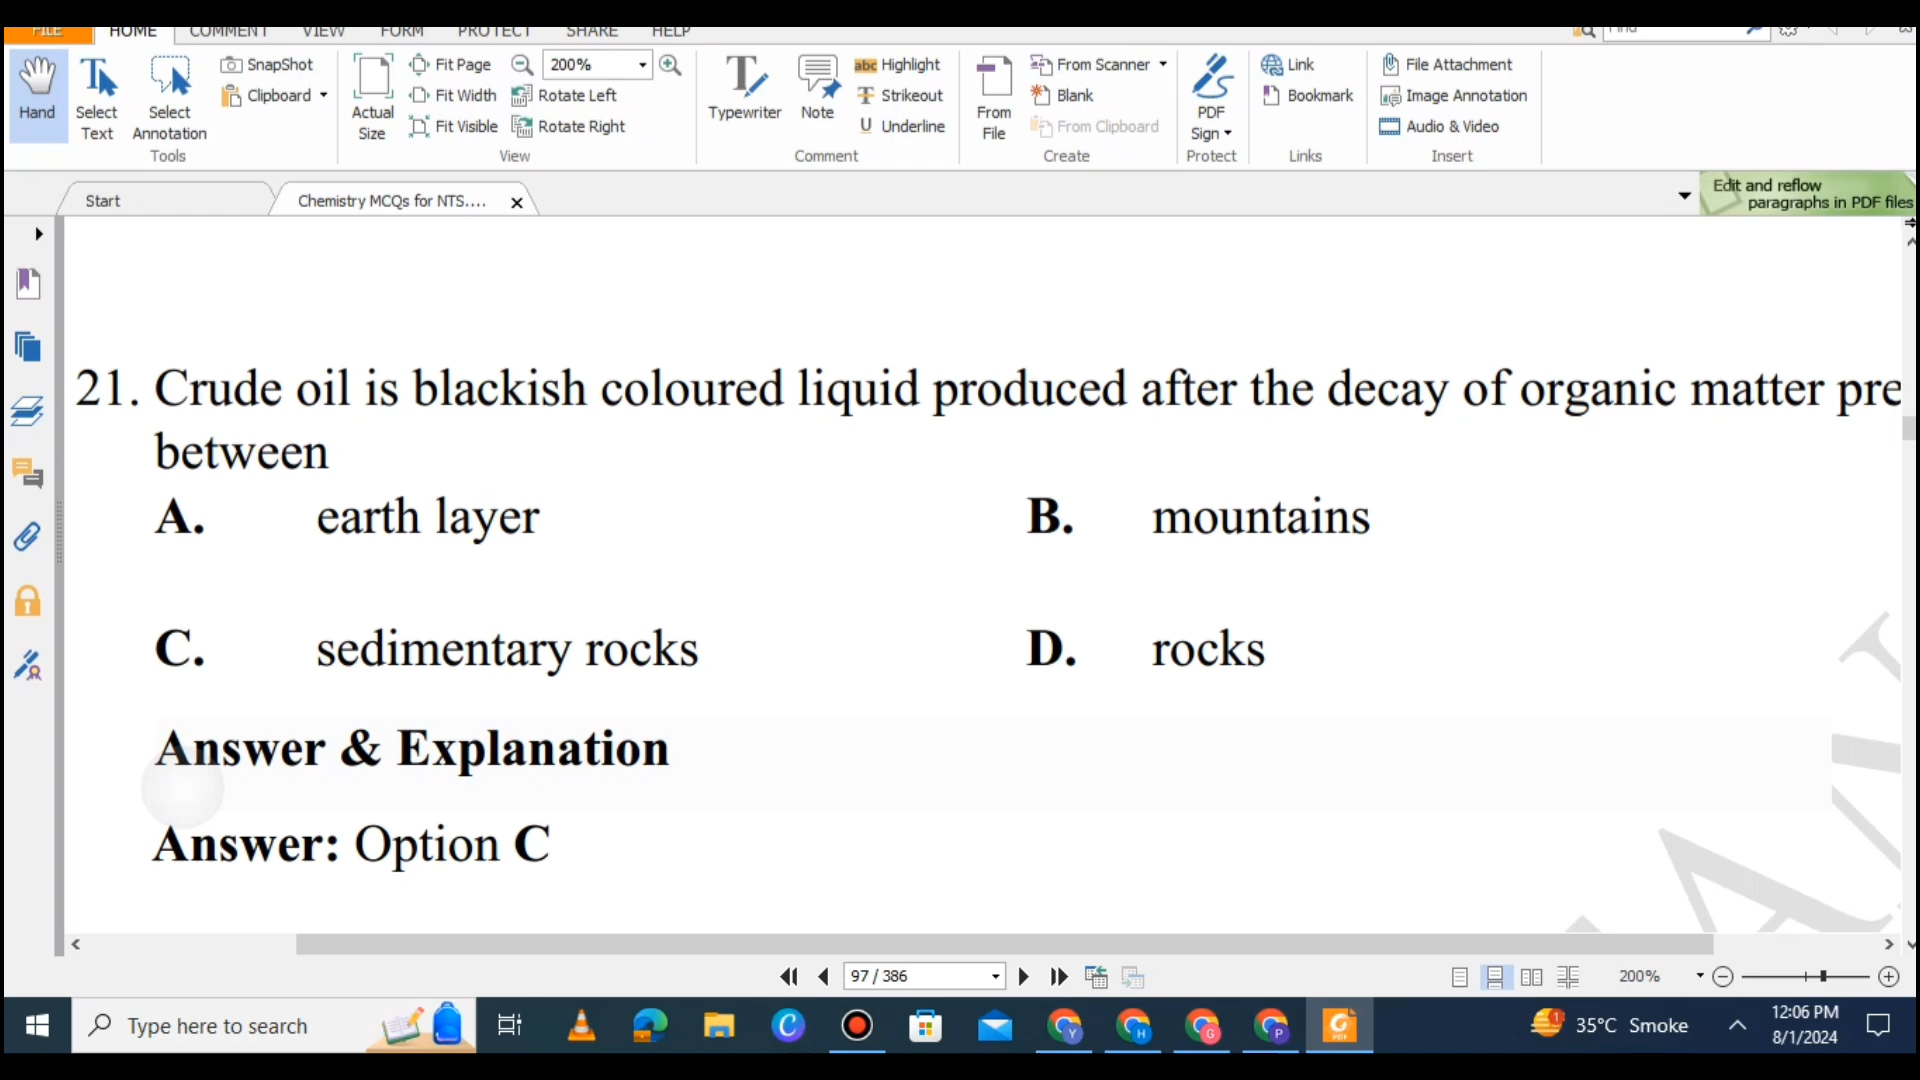 FILE HOME COMMENT VIEW FORM PROTECT SHARE HELP Find
Hand Select Text Select Annotation SnapShot Clipboard Tools
Actual Size Fit Page Fit Width Fit Visible 200% Rotate Left Rotate Right View
Typewriter Note abc Highlight Strikeout U Underline Comment
From File From Scanner Blank From Clipboard Create
PDF Sign Protect
Link Bookmark Links
File Attachment Image Annotation Audio & Video Insert
Start Chemistry MCQs for NTS....
Edit and reflow
paragraphs in PDF files
21. Crude oil is blackish coloured liquid produced after the decay of organic matter pre
between
A. earth layer B. mountains
C. sedimentary rocks D. rocks
Answer & Explanation
Answer: Option C
97 / 386 200%
Type here to search 35°C Smoke 12:06 PM
8/1/2024